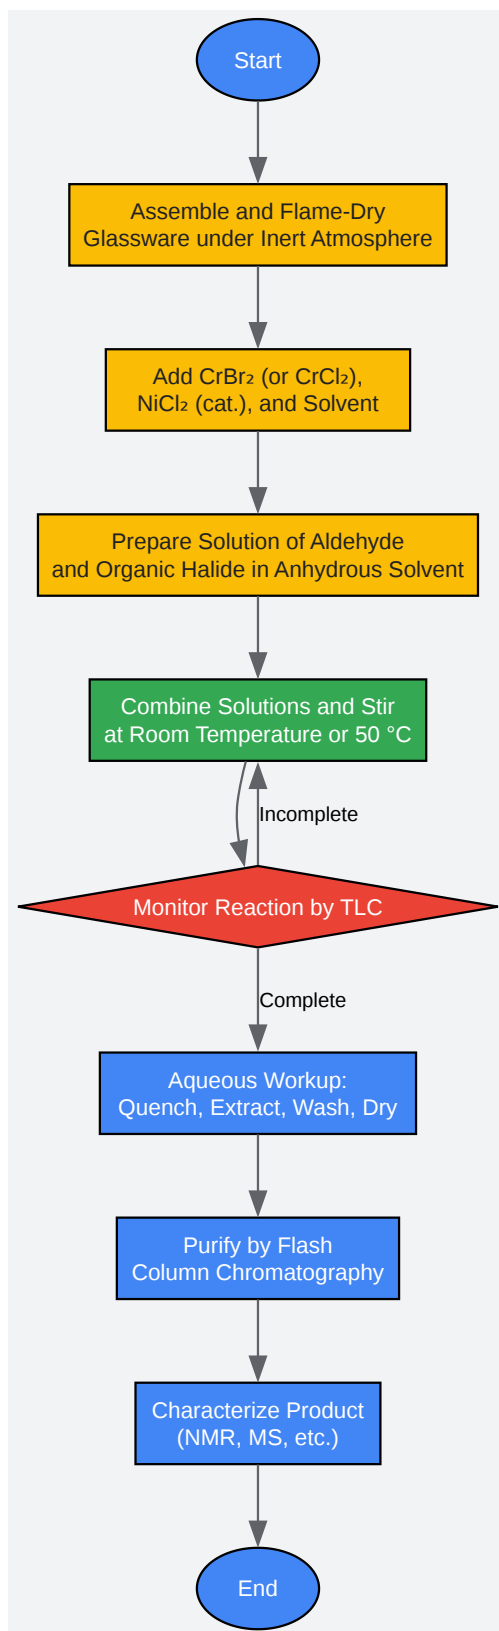 Start
Assemble and Flame-Dry
Glassware under Inert Atmosphere
Add CrBr₂ (or CrCl₂),
NiCl₂ (cat.), and Solvent
Prepare Solution of Aldehyde
and Organic Halide in Anhydrous Solvent
Combine Solutions and Stir
at Room Temperature or 50 °C
Incomplete
Monitor Reaction by TLC
Complete
Aqueous Workup:
Quench, Extract, Wash, Dry
Purify by Flash
Column Chromatography
Characterize Product
(NMR, MS, etc.)
End